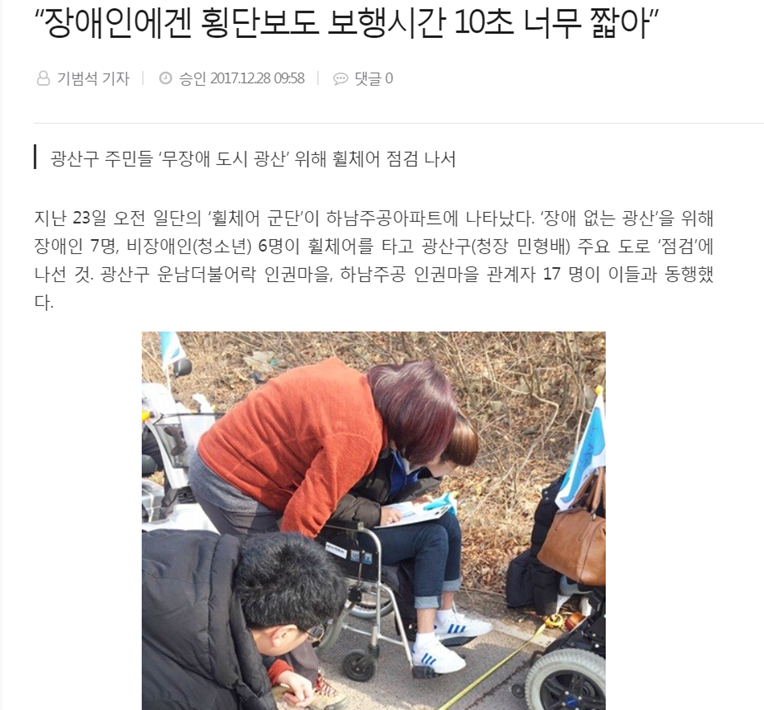 “장애인에겐 횡단보도 보행시간 10초 너무 짧아”
기범석 기자 승인 2017.12.28 09:58 댓글 0
광산구 주민들 ‘무장애 도시 광산’ 위해 휠체어 점검 나서
지난 23일 오전 일단의 ‘휠체어 군단’이 하남주공아파트에 나타났다. ‘장애 없는 광산’을 위해
장애인 7명, 비장애인(청소년) 6명이 휠체어를 타고 광산구(청장 민형배) 주요 도로 ‘점검’에
나선 것. 광산구 운남더불어락 인권마을, 하남주공 인권마을 관계자 17 명이 이들과 동행했
다.